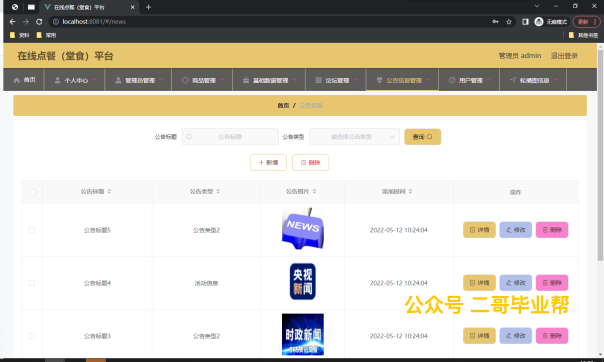 在线点餐（堂食）平台
localhost:8081/#/news
无痕模式
更新
资料
常用
其他书签
在线点餐（堂食）平台
管理员 admin
退出登录
首页
个人中心
管理员管理
商品管理
基础数据管理
论坛管理
公告信息管理
用户管理
轮播图信息
首页 / 公告信息
公告标题
公告标题
公告类型
请选择公告类型
查询
+ 新增
删除
公告标题
公告类型
公告图片
添加时间
操作
公告标题5
公告类型2
NEWS
2022-05-12 10:24:04
详情
修改
删除
公告标题4
活动信息
央视新闻
2022-05-12 10:24:04
详情
修改
删除
公众号 二哥毕业帮
公告标题3
公告类型2
时政新闻
2022-05-12 10:24:04
详情
修改
删除